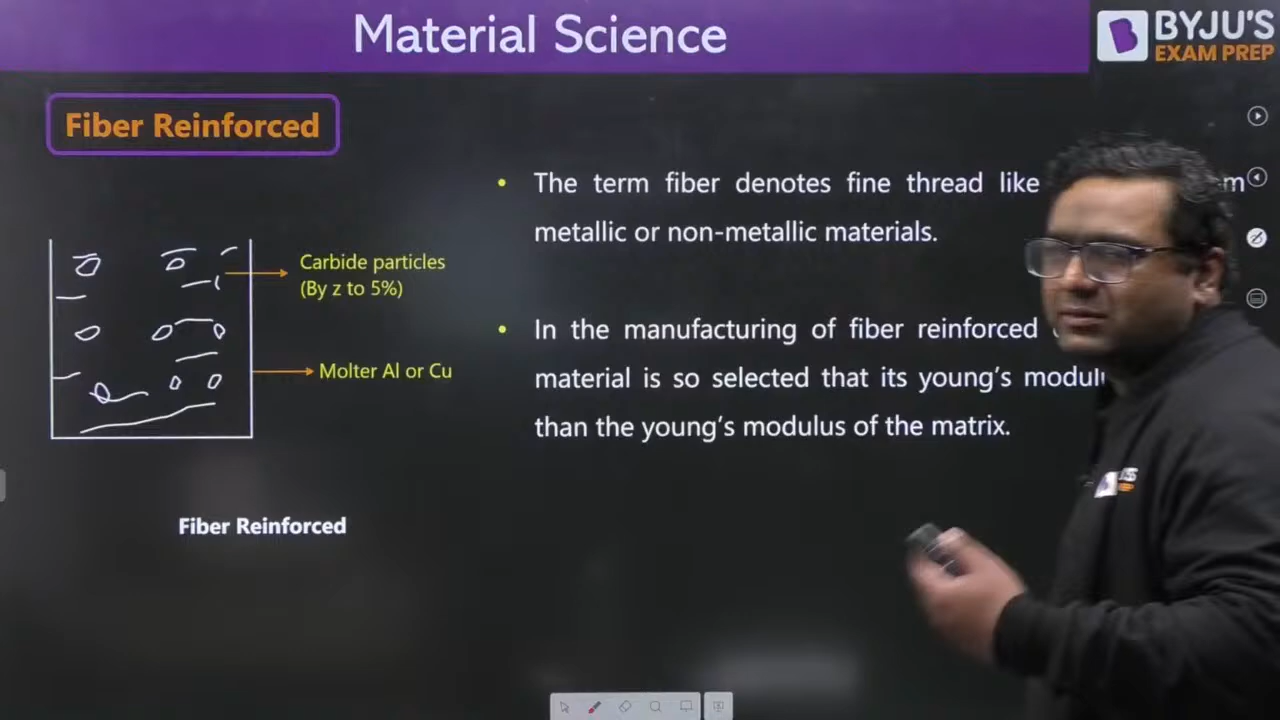 Material Science
BYJU'S
EXAM PREP
Fiber Reinforced
The term fiber denotes fine thread like
metallic or non-metallic materials.
Carbide particles
(By z to 5%)
In the manufacturing of fiber reinforced
material is so selected that its young's
than the young's modulus of the matrix.
Molter Al or Cu
Fiber Reinforced